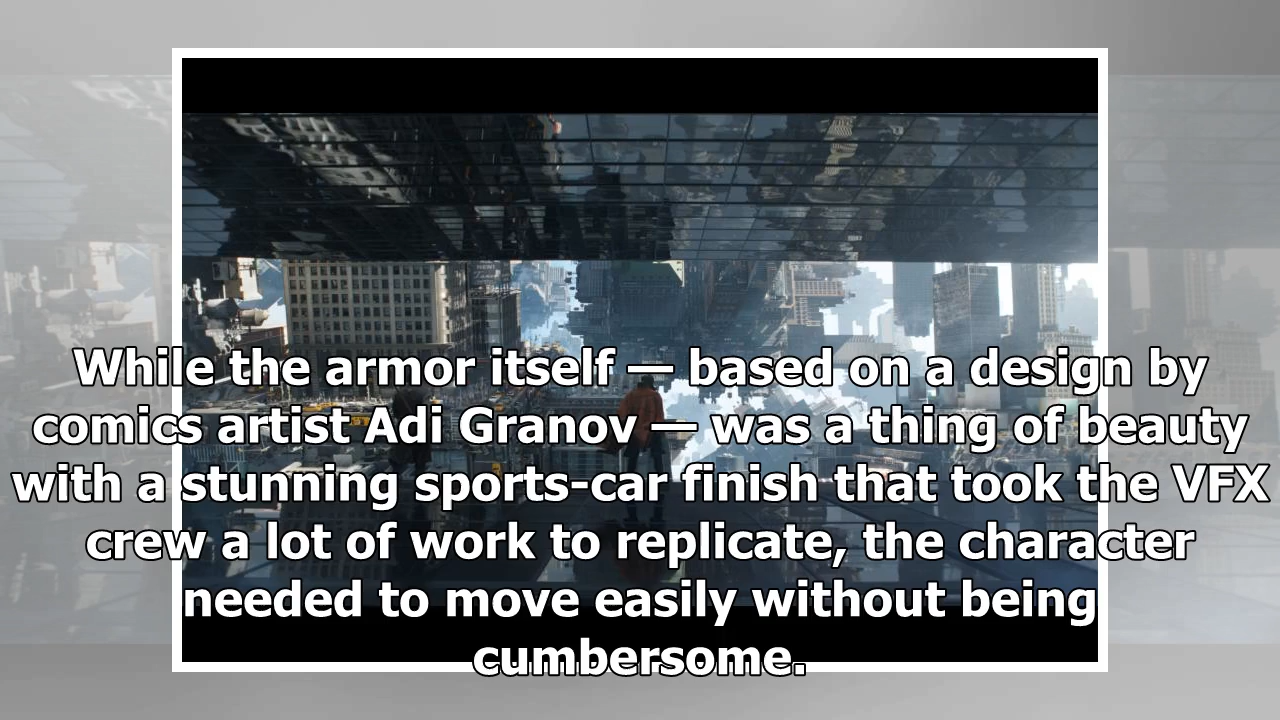 While the armor itself — based on a design by
comics artist Adi Granov — was a thing of beauty
with a stunning sports-car finish that took the VFX
crew a lot of work to replicate, the character
needed to move easily without being
cumbersome.